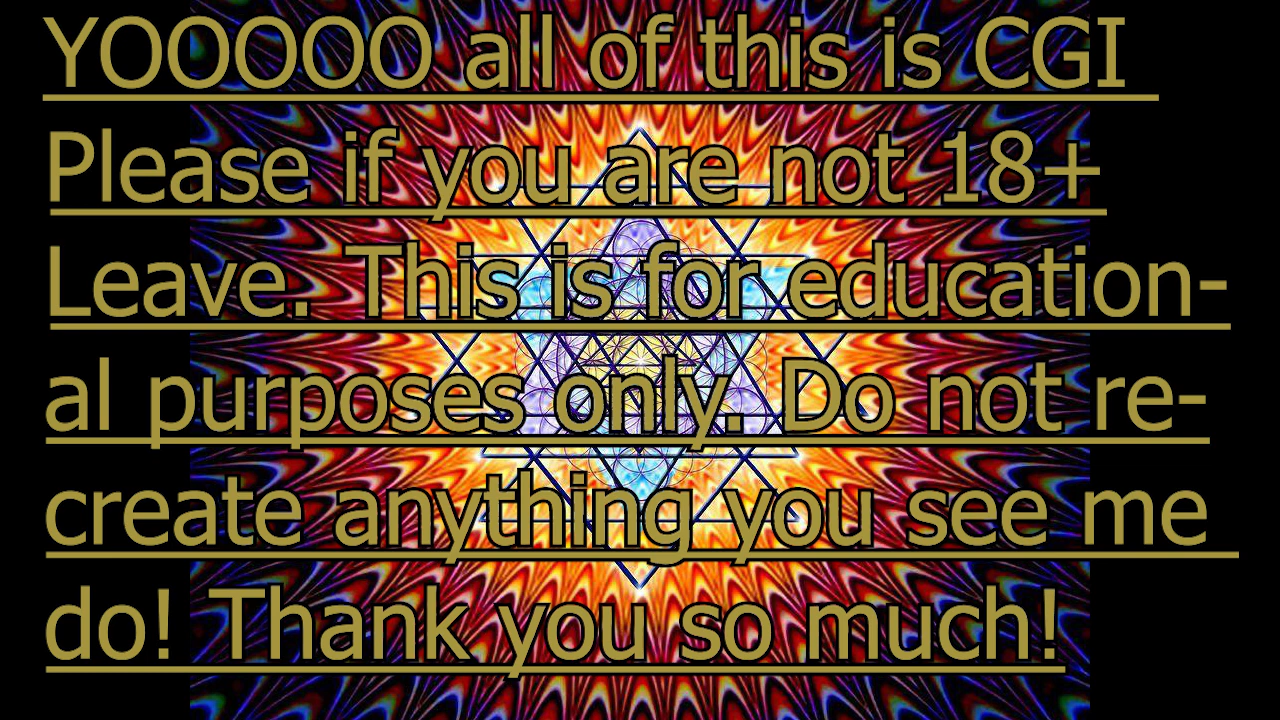 YOOOOO all of this is CGI
Please if you are not 18+
Leave. This is for education-
al purposes only. Do not re-
create anything you see me
do! Thank you so much!